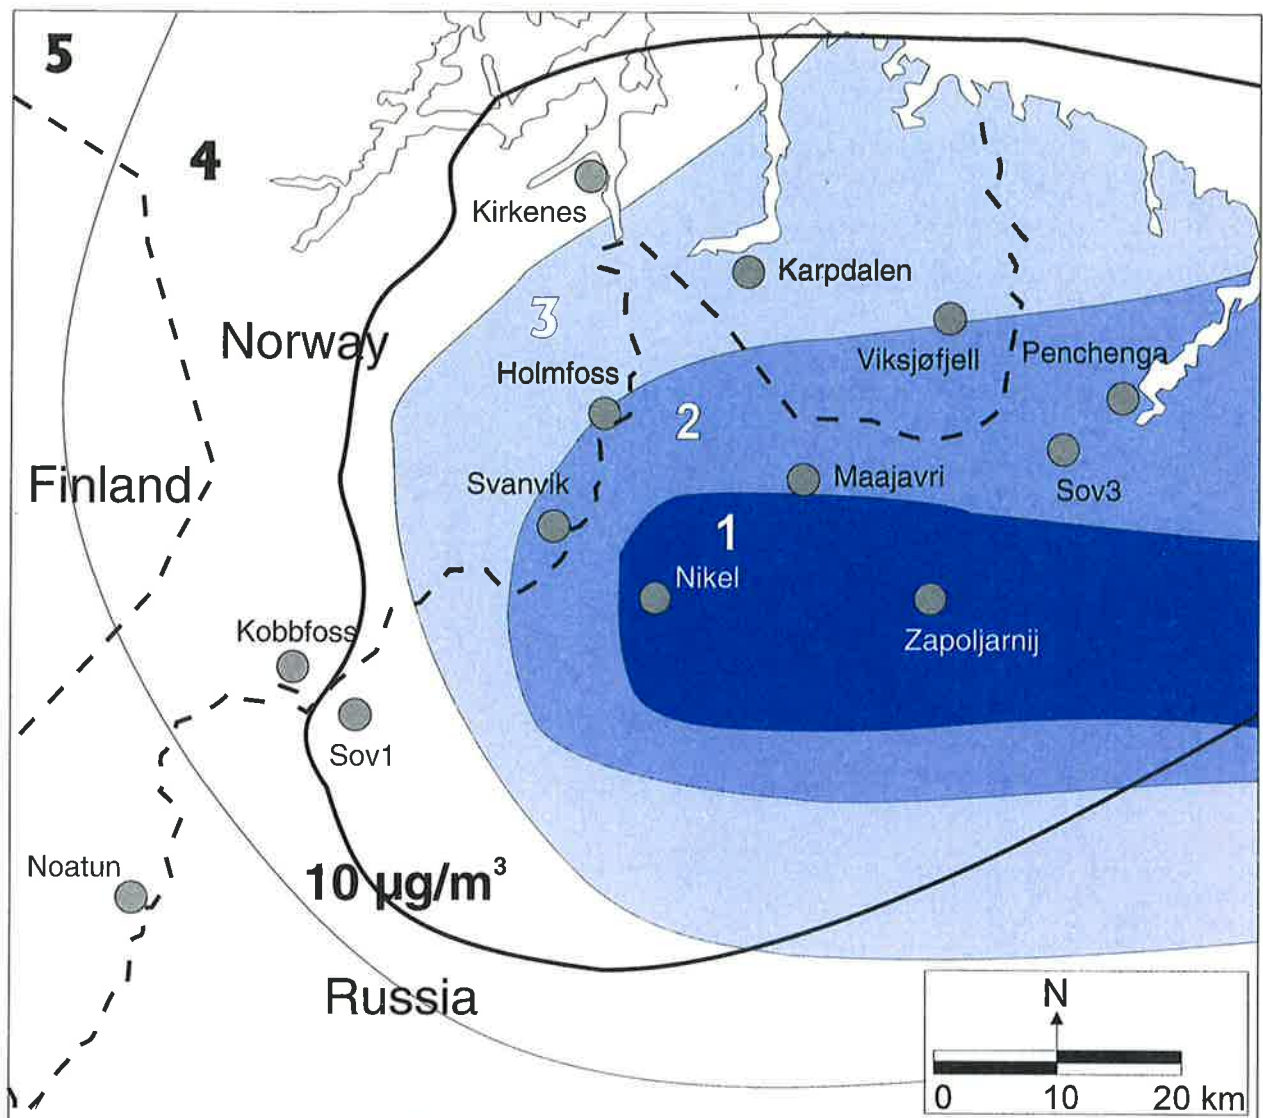 5
4
Kirkenes
Karpdalen
3
Norway
Viksjøfjell
Penchenga
Holmfoss
2
Finland
Svanvik
Maajavri
Sov3
1
Nikel
Kobbfoss
Zapoljarnij
Sov1
Noatun
10 µg/m³
Russia
N
0 10 20 km